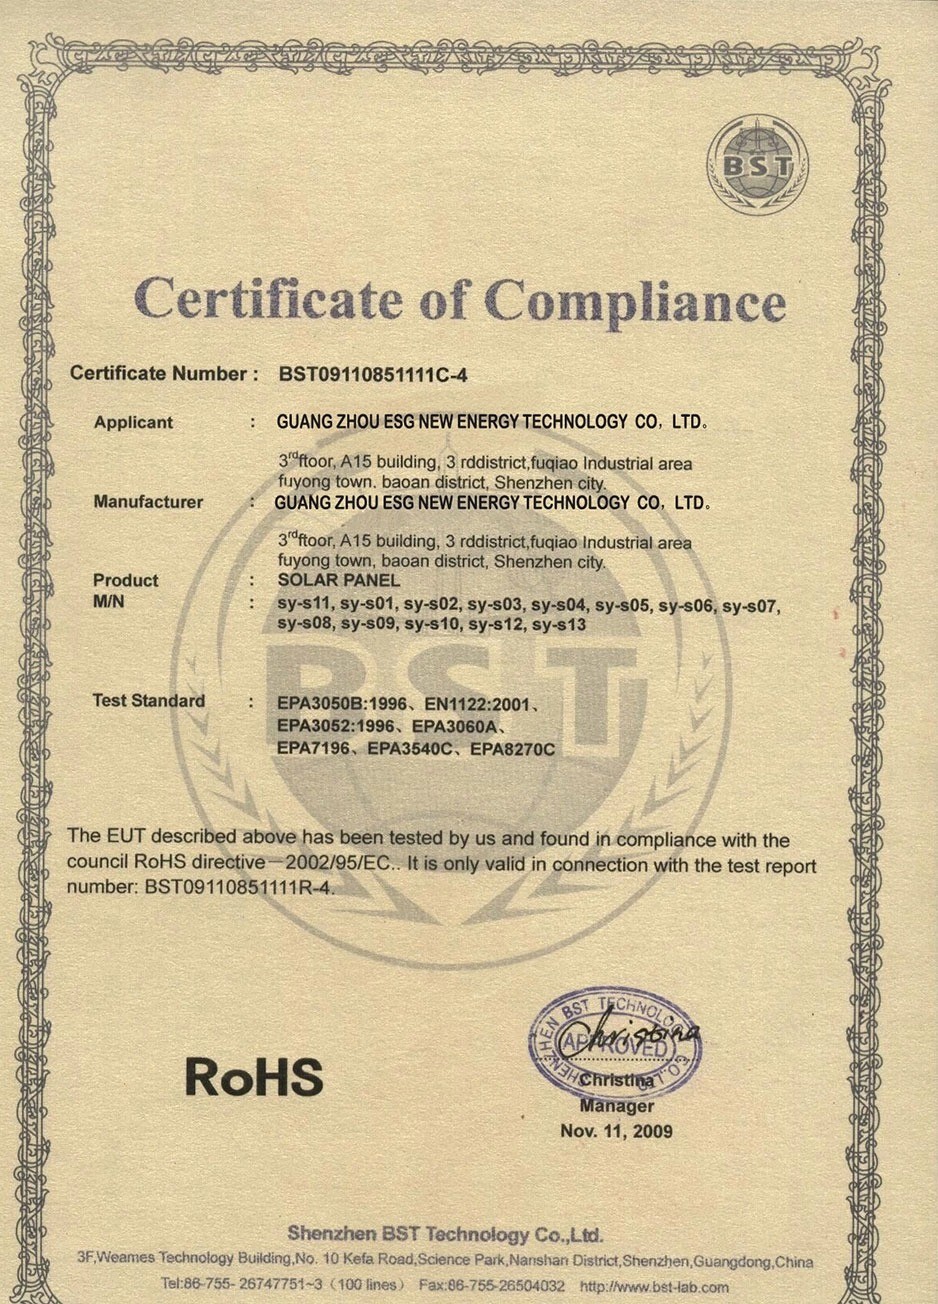 BST
Certificate of Compliance
Certificate Number : BST09110851111C-4
Applicant : GUANG ZHOU ESG NEW ENERGY TECHNOLOGY CO, LTD。
3rdftoor, A15 building, 3 rddistrict,fuqiao Industrial area
fuyong town. baoan district, Shenzhen city.
Manufacturer : GUANG ZHOU ESG NEW ENERGY TECHNOLOGY CO, LTD。
3rdftoor, A15 building, 3 rddistrict,fuqiao Industrial area
fuyong town, baoan district, Shenzhen city.
Product : SOLAR PANEL
M/N : sy-s11, sy-s01, sy-s02, sy-s03, sy-s04, sy-s05, sy-s06, sy-s07,
sy-s08, sy-s09, sy-s10, sy-s12, sy-s13
BST
Test Standard : EPA3050B:1996、EN1122:2001、
EPA3052:1996、EPA3060A、
EPA7196、EPA3540C、EPA8270C
The EUT described above has been tested by us and found in compliance with the
council RoHS directive－2002/95/EC.. It is only valid in connection with the test report
number: BST09110851111R-4.
SHENZHEN BST TECHNOLOGY CO.,LTD
APPROVED
Christina
RoHS
Christina
Manager
Nov. 11, 2009
Shenzhen BST Technology Co.,Ltd.
3F,Weames Technology Building,No. 10 Kefa Road,Science Park,Nanshan District,Shenzhen,Guangdong,China
Tel:86-755- 26747751~3（100 lines） Fax:86-755-26504032 http://www.bst-lab.com